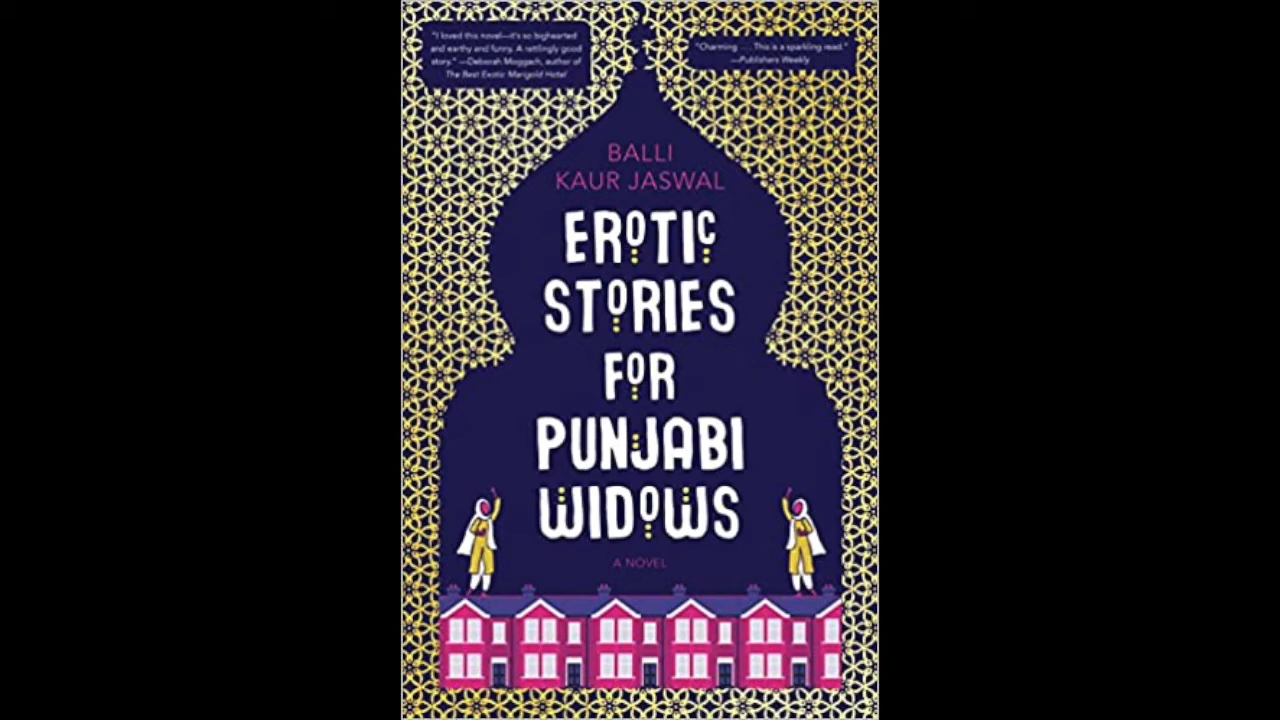 "I loved this novel—it's so bighearted
and earthy and funny. A rattlingly good
story." —Deborah Moggach, author of
The Best Exotic Marigold Hotel
"Charming . . . This is a sparkling read."
—Publishers Weekly
BALLI
KAUR JASWAL
EROTIC
STORIES
FOR
PUNJABI
WIDOWS
A NOVEL